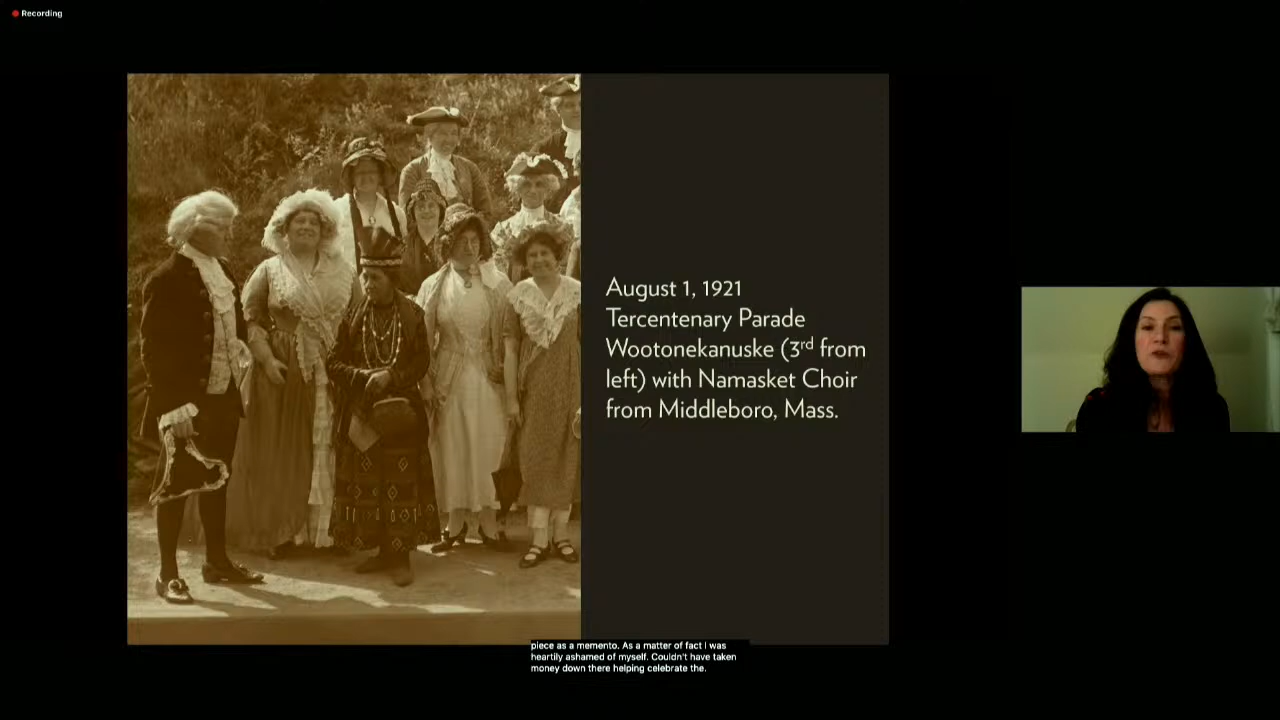 Recording
August 1, 1921
Tercentenary Parade
Wootonekanuske (3rd from
left) with Namasket Choir
from Middleboro, Mass.
piece as a memento. As a matter of fact I was
heartily ashamed of myself. Couldn't have taken
money down there helping celebrate the.